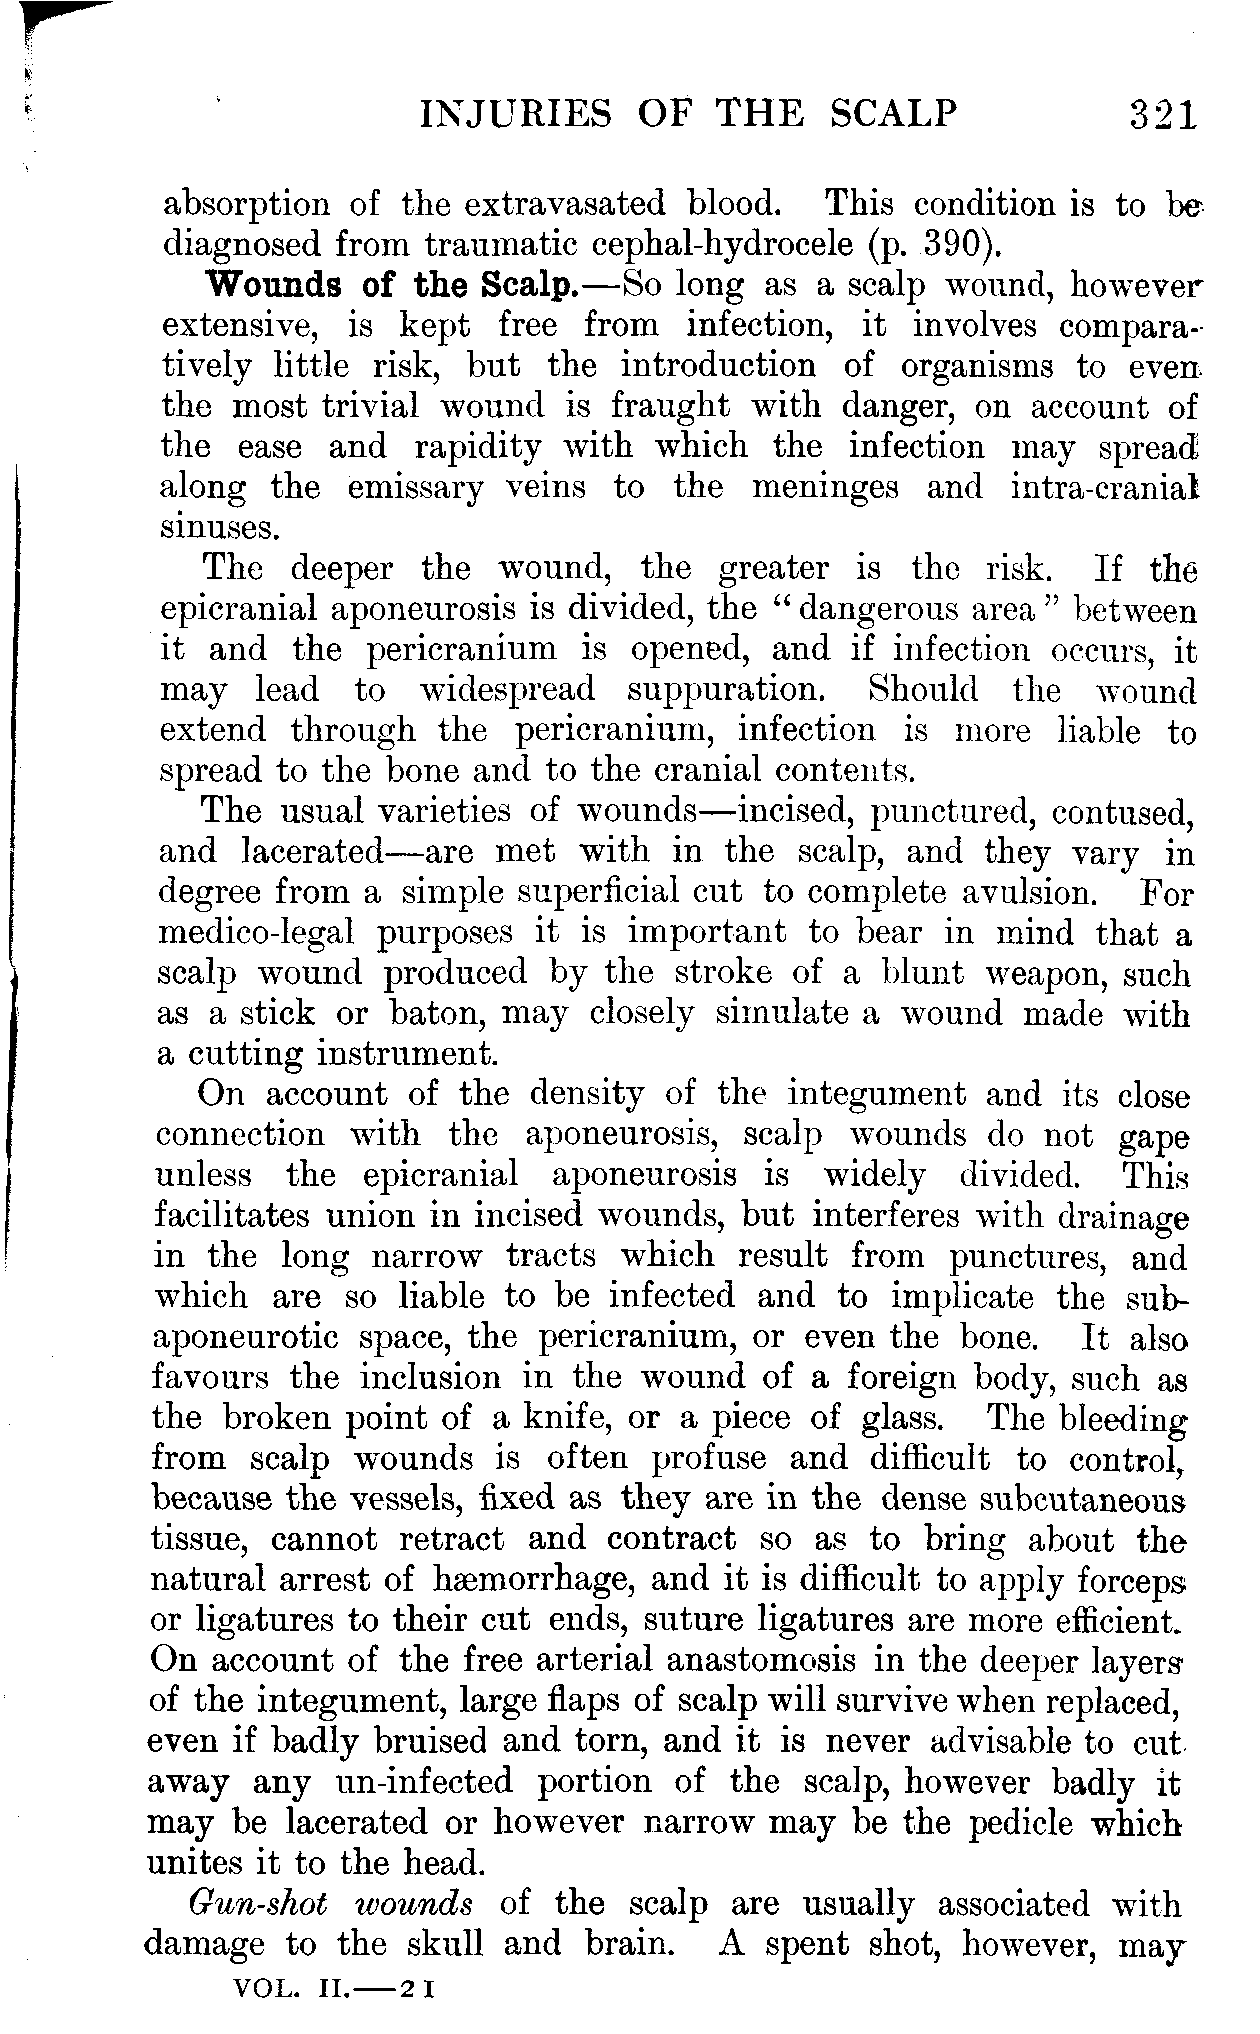 INJURIES OF THE SCALP 321
absorption of the extravasated blood. This condition is to be
diagnosed from traumatic cephal-hydrocele (p. 390).
Wounds of the Scalp.—So long as a scalp wound, however
extensive, is kept free from infection, it involves compara-
tively little risk, but the introduction of organisms to even
the most trivial wound is fraught with danger, on account of
the ease and rapidity with which the infection may spread
along the emissary veins to the meninges and intra-cranial
sinuses.
The deeper the wound, the greater is the risk. If the
epicranial aponeurosis is divided, the “dangerous area” between
it and the pericranium is opened, and if infection occurs, it
may lead to widespread suppuration. Should the wound
extend through the pericranium, infection is more liable to
spread to the bone and to the cranial contents.
The usual varieties of wounds—incised, punctured, contused,
and lacerated—are met with in the scalp, and they vary in
degree from a simple superficial cut to complete avulsion. For
medico-legal purposes it is important to bear in mind that a
scalp wound produced by the stroke of a blunt weapon, such
as a stick or baton, may closely simulate a wound made with
a cutting instrument.
On account of the density of the integument and its close
connection with the aponeurosis, scalp wounds do not gape
unless the epicranial aponeurosis is widely divided. This
facilitates union in incised wounds, but interferes with drainage
in the long narrow tracts which result from punctures, and
which are so liable to be infected and to implicate the sub-
aponeurotic space, the pericranium, or even the bone. It also
favours the inclusion in the wound of a foreign body, such as
the broken point of a knife, or a piece of glass. The bleeding
from scalp wounds is often profuse and difficult to control,
because the vessels, fixed as they are in the dense subcutaneous
tissue, cannot retract and contract so as to bring about the
natural arrest of hæmorrhage, and it is difficult to apply forceps
or ligatures to their cut ends, suture ligatures are more efficient.
On account of the free arterial anastomosis in the deeper layers
of the integument, large flaps of scalp will survive when replaced,
even if badly bruised and torn, and it is never advisable to cut
away any un-infected portion of the scalp, however badly it
may be lacerated or however narrow may be the pedicle which
unites it to the head.
Gun-shot wounds of the scalp are usually associated with
damage to the skull and brain. A spent shot, however, may
VOL. II.—2 I